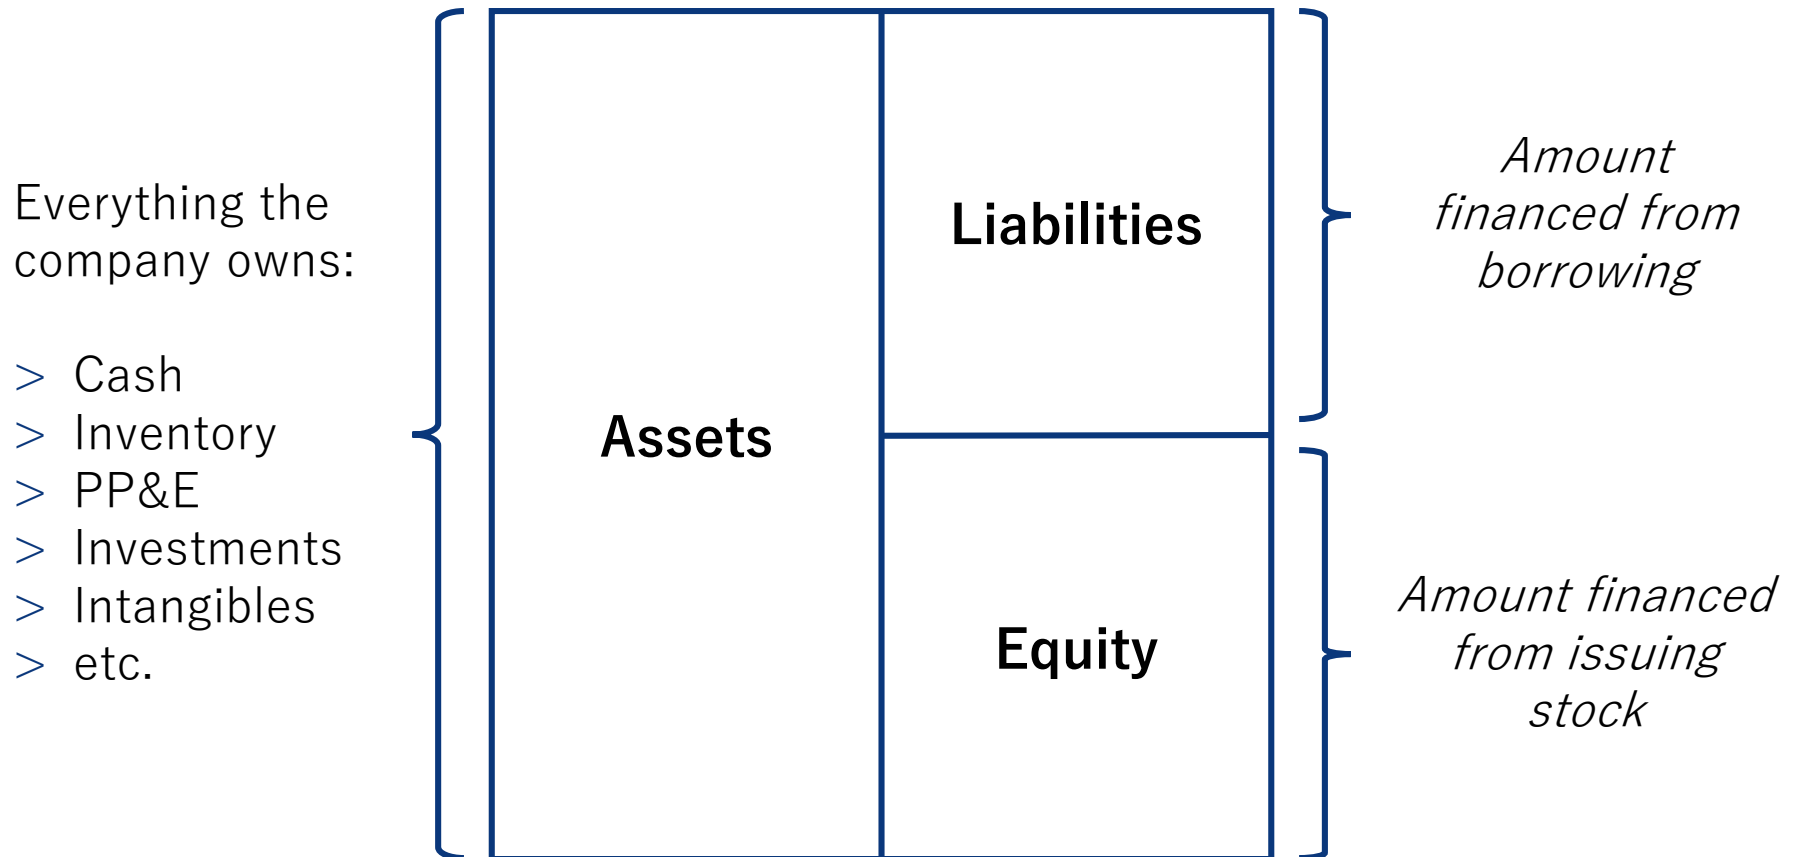 Everything the
company owns:
> Cash
> Inventory
> PP&E
> Investments
> Intangibles
> etc.
Assets
Liabilities
Equity
Amount
financed from
borrowing
Amount financed
from issuing
stock